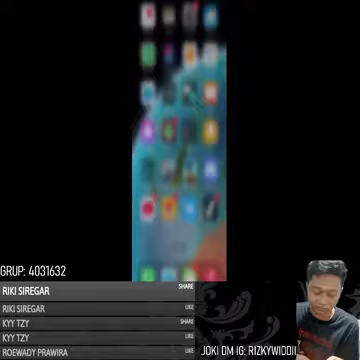 GRUP: 4031632
RIKI SIREGAR SHARE
RIKI SIREGAR LIKE
KYY TZY SHARE
KYY TZY LIKE
ROEWADY PRAWIRA LIKE
JOKI DM IG: RIZKYWIDDII